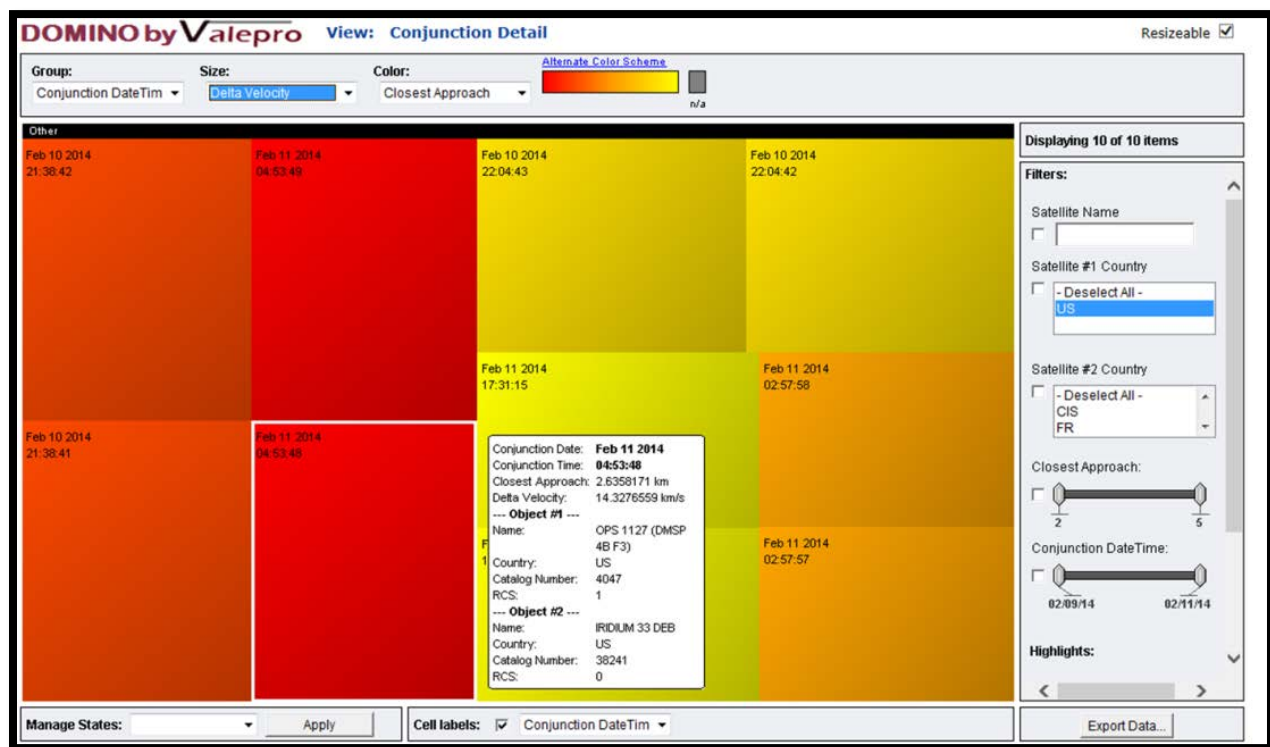 DOMINO by Valepro View: Conjunction Detail
Resizeable
Group: Size: Color: Alternate Color Scheme
Conjunction DateTim Delta Velocity Closest Approach
n/a
Other
Feb 10 2014
21:38:42
Feb 11 2014
04:53:49
Feb 10 2014
22:04:43
Feb 10 2014
22:04:42
Feb 11 2014
17:31:15
Feb 11 2014
02:57:58
Feb 10 2014
21:38:41
Feb 11 2014
04:53:48
Conjunction Date: Feb 11 2014
Conjunction Time: 04:53:48
Closest Approach: 2.6358171 km
Delta Velocity: 14.3276559 km/s
--- Object #1 ---
Name: OPS 1127 (DMSP
4B F3)
Country: US
Catalog Number: 4047
RCS: 1
--- Object #2 ---
Name: IRIDIUM 33 DEB
Country: US
Catalog Number: 38241
RCS: 0
Feb 11 2014
02:57:57
Displaying 10 of 10 items
Filters:
Satellite Name
Satellite #1 Country
- Deselect All -
US
Satellite #2 Country
- Deselect All -
CIS
FR
Closest Approach:
2 5
Conjunction DateTime:
02/09/14 02/11/14
Highlights:
Manage States: Apply
Cell labels: Conjunction DateTim
Export Data...